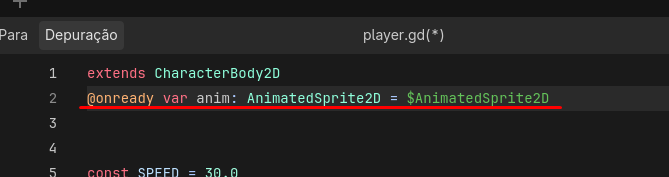 Para Depuração player.gd(*)
1 extends CharacterBody2D
2 @onready var anim: AnimatedSprite2D = $AnimatedSprite2D
3
4
5 const SPEED = 30.0